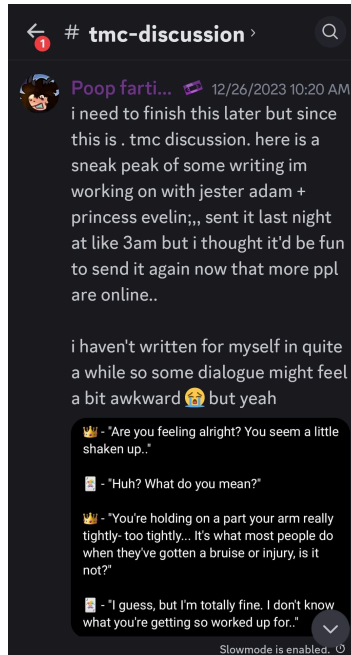 1
# tmc-discussion ›
Poop farti... 12/26/2023 10:20 AM
i need to finish this later but since
this is . tmc discussion. here is a
sneak peak of some writing im
working on with jester adam +
princess evelin;,, sent it last night
at like 3am but i thought it'd be fun
to send it again now that more ppl
are online..
i haven't written for myself in quite
a while so some dialogue might feel
a bit awkward 😭 but yeah
👑 - "Are you feeling alright? You seem a little
shaken up.."
🃏 - "Huh? What do you mean?"
👑 - "You're holding on a part your arm really
tightly- too tightly... It's what most people do
when they've gotten a bruise or injury, is it
not?"
🃏 - "I guess, but I'm totally fine. I don't know
what you're getting so worked up for.."
Slowmode is enabled.